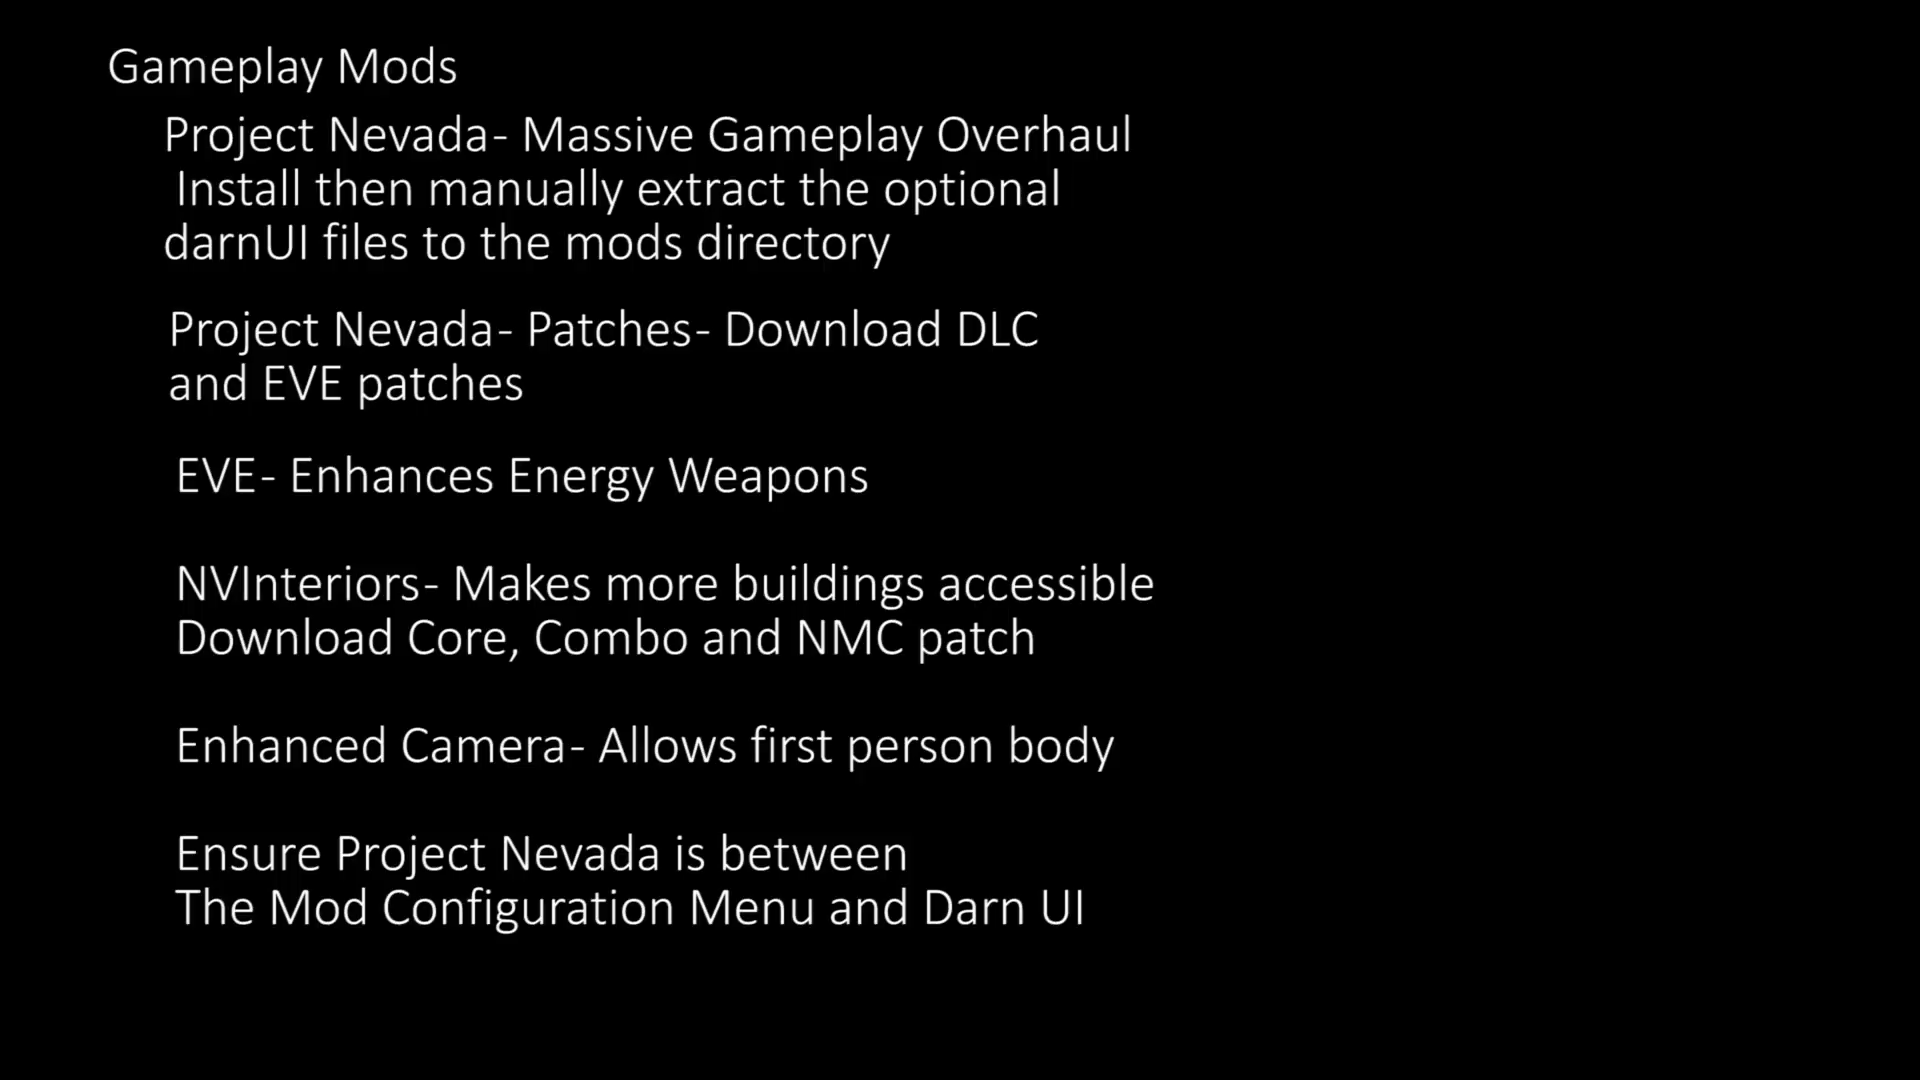 Gameplay Mods
Project Nevada- Massive Gameplay Overhaul
Install then manually extract the optional
darnUI files to the mods directory
Project Nevada- Patches- Download DLC
and EVE patches
EVE- Enhances Energy Weapons
NVInteriors- Makes more buildings accessible
Download Core, Combo and NMC patch
Enhanced Camera- Allows first person body
Ensure Project Nevada is between
The Mod Configuration Menu and Darn UI